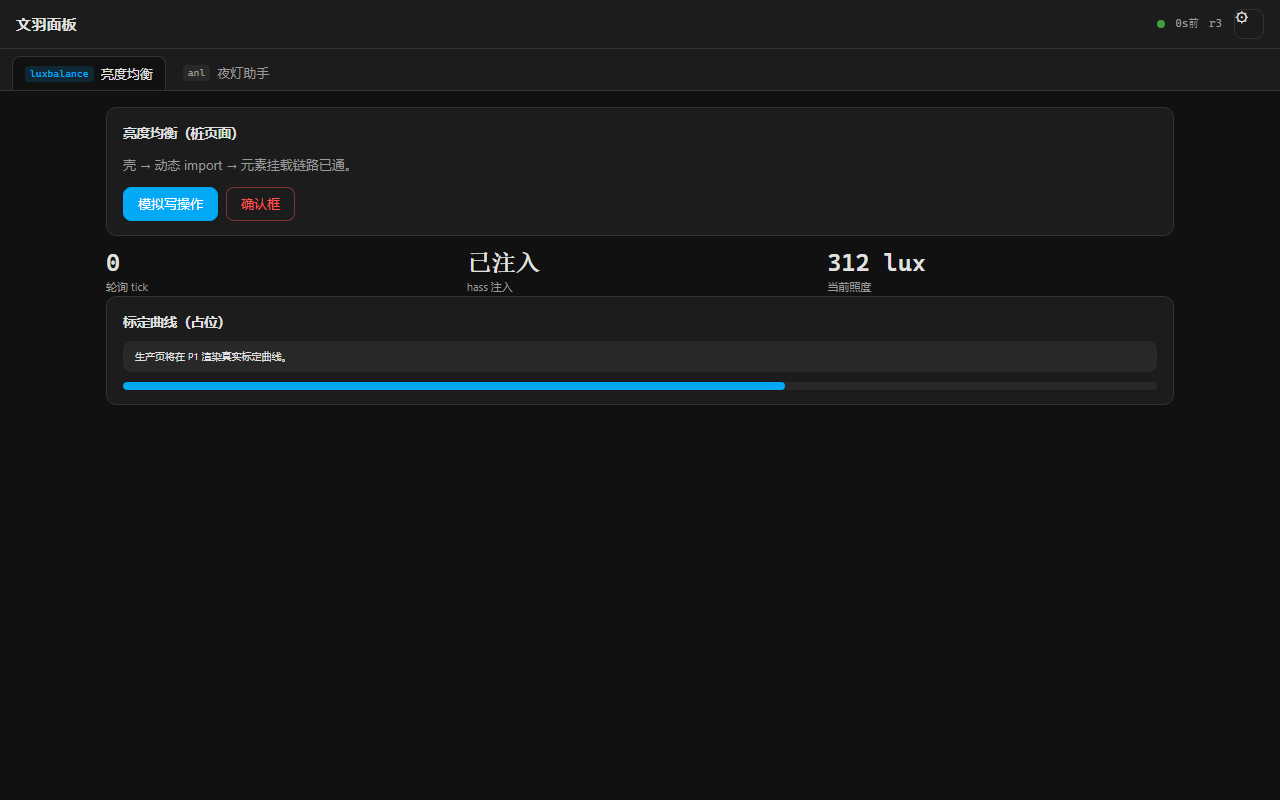 文羽面板
0s前 r3
luxbalance 亮度均衡 anl 夜灯助手
亮度均衡（桩页面）
壳 → 动态 import → 元素挂载链路已通。
模拟写操作 确认框
0 已注入 312 lux
轮询 tick hass 注入 当前照度
标定曲线（占位）
生产页将在 P1 渲染真实标定曲线。